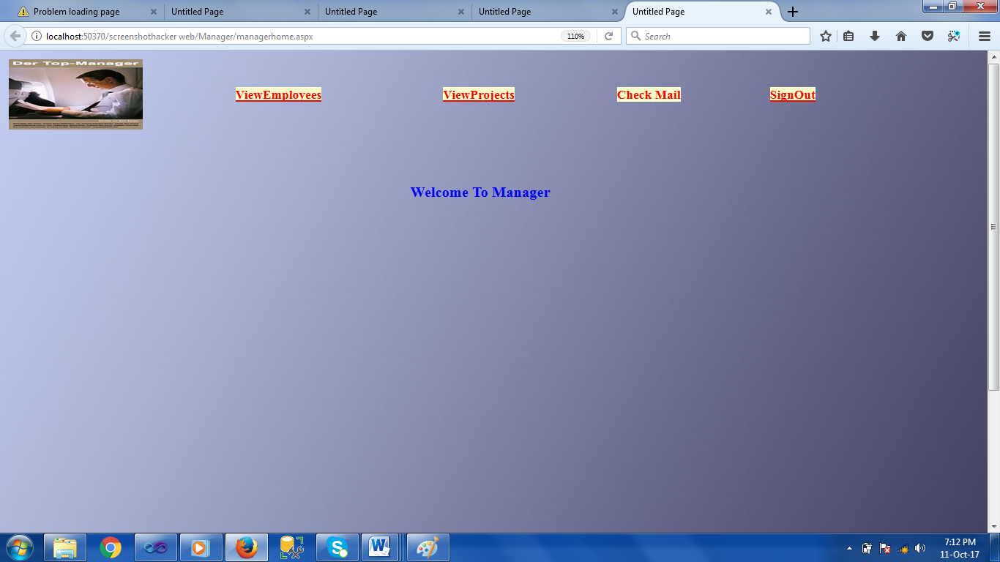 Problem loading page
Untitled Page
Untitled Page
Untitled Page
Untitled Page
localhost:50370/screenshothacker web/Manager/managerhome.aspx
110%
Search
Der Top-Manager
ViewEmployees
ViewProjects
Check Mail
SignOut
Welcome To Manager
7:12 PM
11-Oct-17